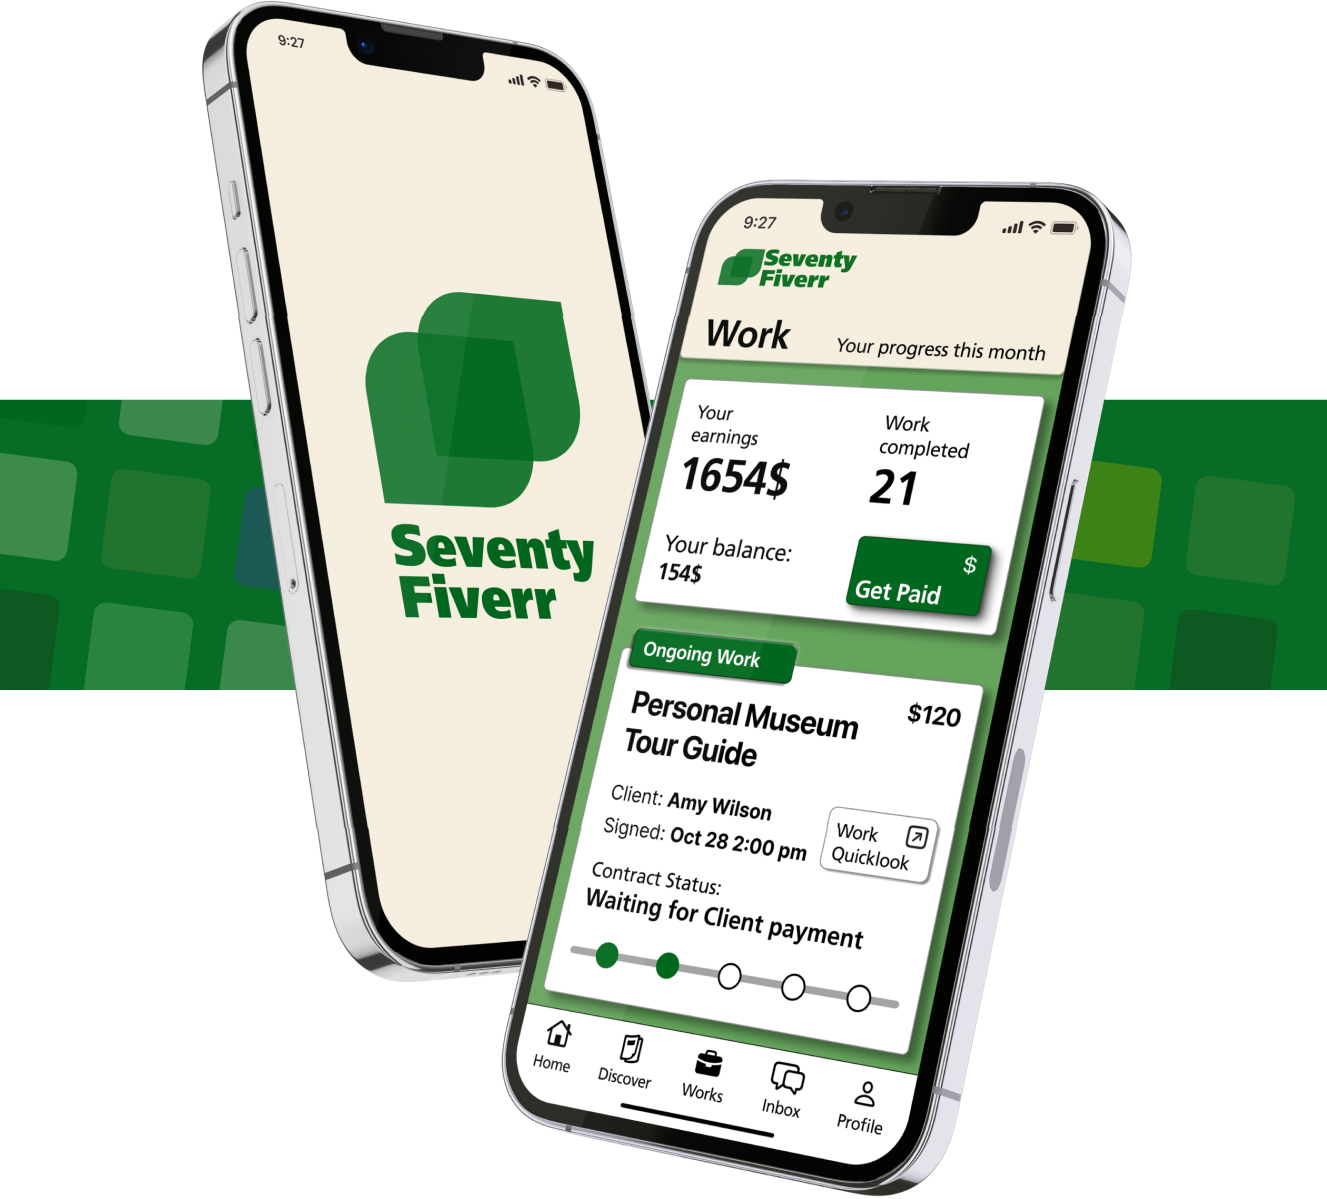 9:27
Seventy
Fiverr
9:27
Seventy
Fiverr
Work
Your progress this month
Your
earnings
1654$
Work
completed
21
Your balance:
154$
$
Get Paid
Ongoing Work
Personal Museum
Tour Guide
$120
Client: Amy Wilson
Signed: Oct 28 2:00 pm
Work
Quicklook
Contract Status:
Waiting for Client payment
Home
Discover
Works
Inbox
Profile